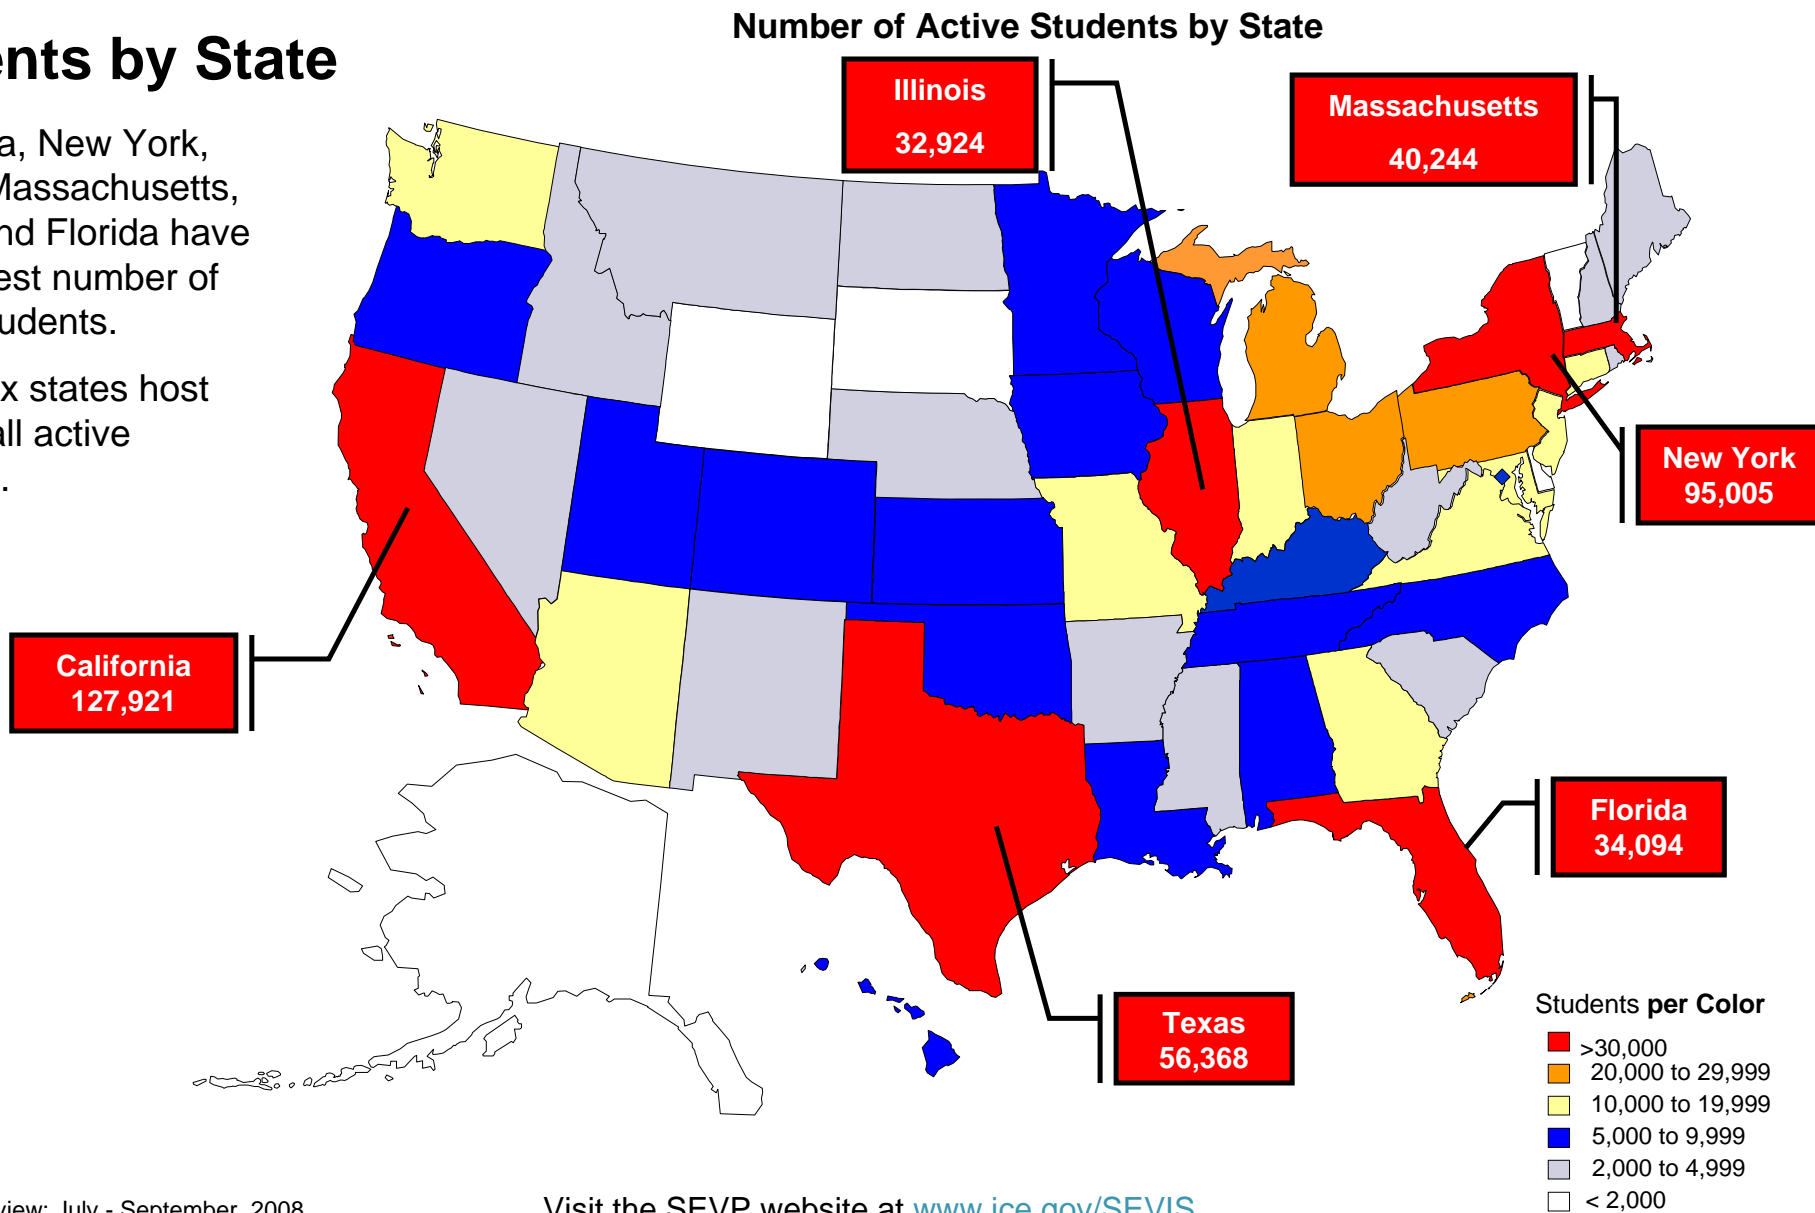 Number of Active Students by State
ents by State
a, New York,
Massachusetts,
nd Florida have
est number of
udents.
x states host
all active
.
Illinois
32,924
Massachusetts
40,244
New York
95,005
California
127,921
Florida
34,094
Texas
56,368
Students per Color
>30,000
20,000 to 29,999
10,000 to 19,999
5,000 to 9,999
2,000 to 4,999
< 2,000
view: July - September, 2008
Visit the SEVP website at www.ice.gov/SEVIS